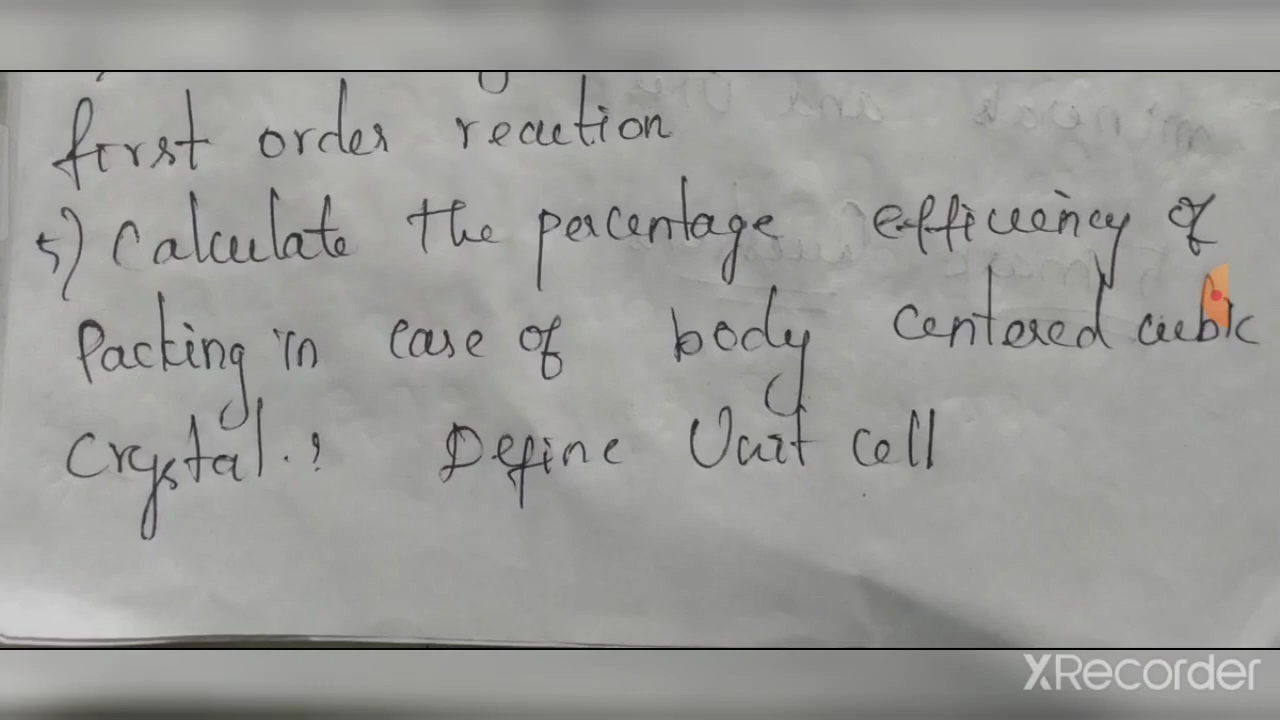 first order reaction
5) Calculate the percentage efficiency of
Packing in case of body centered cubic
Crystal.? Define Unit cell
XRecorder